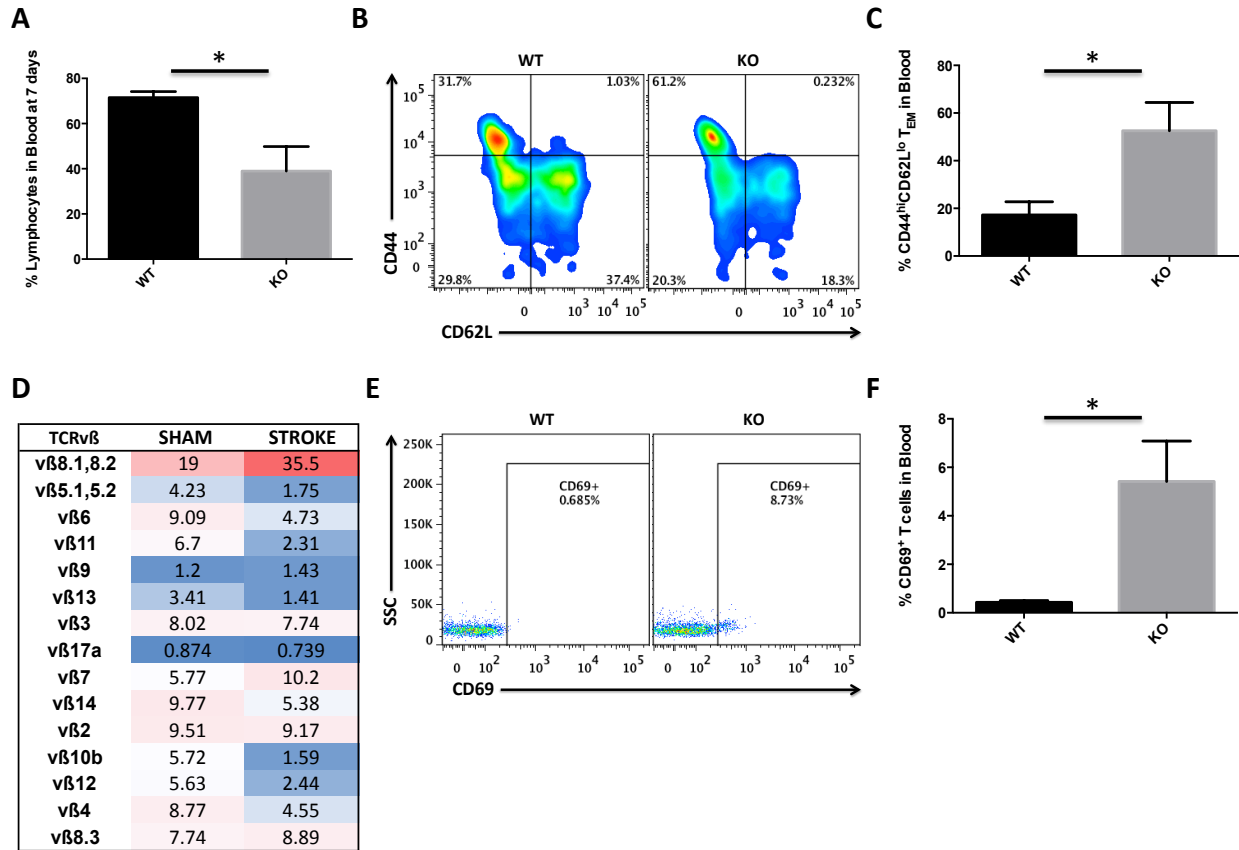 A
% Lymphocytes in Blood at 7 days
80
60
40
20
0
*
WT
KO
B
WT
KO
CD44
10^5
10^4
10^3
10^2
0
31.7%
1.03%
29.8%
37.4%
61.2%
0.232%
20.3%
18.3%
0 10^3 10^4 10^5
0 10^3 10^4 10^5
CD62L
C
% CD44^hiCD62L^lo T_EM in Blood
80
60
40
20
0
*
WT
KO
D
TCRvß SHAM STROKE
vß8.1,8.2 19 35.5
vß5.1,5.2 4.23 1.75
vß6 9.09 4.73
vß11 6.7 2.31
vß9 1.2 1.43
vß13 3.41 1.41
vß3 8.02 7.74
vß17a 0.874 0.739
vß7 5.77 10.2
vß14 9.77 5.38
vß2 9.51 9.17
vß10b 5.72 1.59
vß12 5.63 2.44
vß4 8.77 4.55
vß8.3 7.74 8.89
E
WT
KO
SSC
250K
200K
150K
100K
50K
0
CD69+
0.685%
CD69+
8.73%
0 10^2 10^3 10^4 10^5
0 10^2 10^3 10^4 10^5
CD69
F
% CD69^+ T cells in Blood
8
6
4
2
0
*
WT
KO